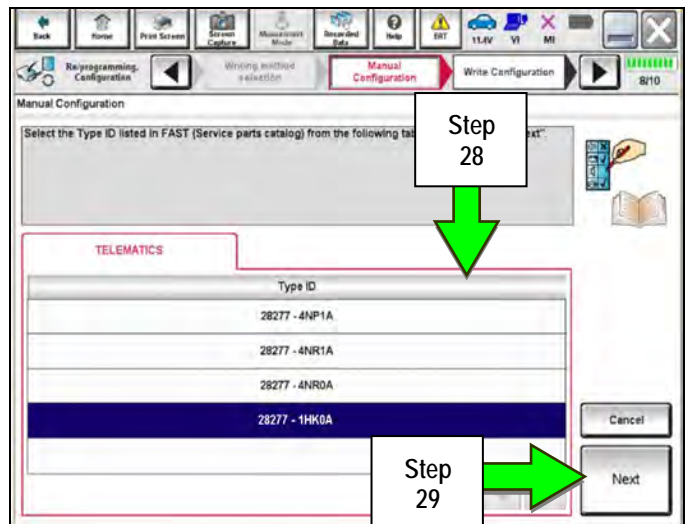 Back
Home
Print Screen
Screen Capture
Measurement Mode
Recorded Data
Help
ERT
11.4V
VI
MI
Re/programming, Configuration
Writing method selection
Manual Configuration
Write Configuration
8/10
Manual Configuration
Select the Type ID listed in FAST (Service parts catalog) from the following
Step
28
TELEMATICS
Type ID
28277 - 4NP1A
28277 - 4NR1A
28277 - 4NR0A
28277 - 1HK0A
Cancel
Step
29
Next